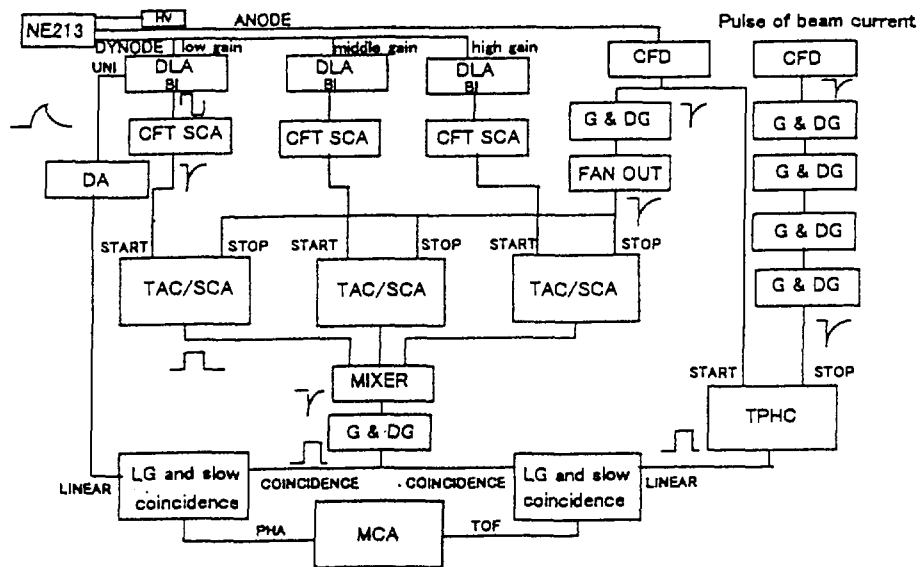 NE213
HV
ANODE
Pulse of beam current
DYNODE
low gain
middle gain
high gain
UNI
DLA
BI
DLA
BI
DLA
BI
CFD
CFD
CFT SCA
CFT SCA
CFT SCA
G & DG
G & DG
DA
FAN OUT
G & DG
G & DG
START
STOP
START
STOP
START
STOP
TAC/SCA
TAC/SCA
TAC/SCA
G & DG
MIXER
START
STOP
G & DG
TPHC
LINEAR
LG and slow
coincidence
COINCIDENCE
COINCIDENCE
LG and slow
coincidence
LINEAR
PHA
MCA
TOF